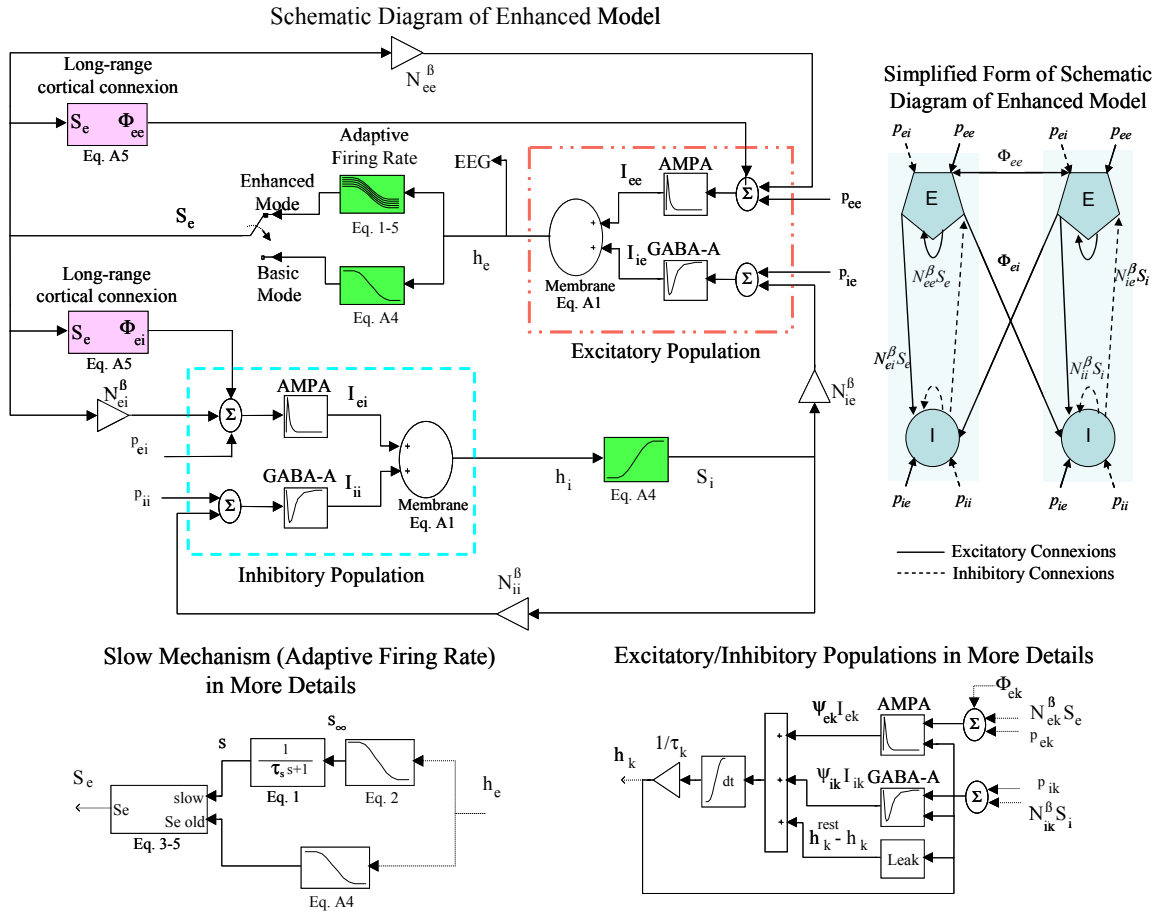 Schematic Diagram of Enhanced Model
N_ee^β
Long-range
cortical connexion
S_e Φ_ee
Eq. A5
Adaptive
Firing Rate
Enhanced
Mode
Eq. 1-5
S_e
Basic
Mode
Eq. A4
EEG
h_e
I_ee
AMPA
Σ
p_ee
+
+
I_ie
GABA-A
Σ
p_ie
Membrane
Eq. A1
Excitatory Population
Long-range
cortical connexion
S_e Φ_ei
Eq. A5
N_ei^β
p_ei
Σ
AMPA
I_ei
+
+
p_ii
Σ
GABA-A
I_ii
Membrane
Eq. A1
Inhibitory Population
h_i
Eq. A4
S_i
N_ie^β
N_ii^β
Simplified Form of Schematic
Diagram of Enhanced Model
p_ei p_ee p_ei p_ee
Φ_ee
E E
N_ee^β S_e
Φ_ei
N_ie^β S_i
N_ei^β S_e
N_ii^β S_i
I I
p_ie p_ii p_ie p_ii
Excitatory Connexions
Inhibitory Connexions
Slow Mechanism (Adaptive Firing Rate)
in More Details
s_∞
s
1
τ_s s+1
Eq. 1
Eq. 2
S_e
h_e
slow
Se
Se old
Eq. 3-5
Eq. A4
Excitatory/Inhibitory Populations in More Details
Φ_ek
ψ_ek I_ek
AMPA
Σ
N_ek^β S_e
p_ek
1/τ_k
h_k
dt
+
+
+
ψ_ik I_ik
GABA-A
Σ
p_ik
N_ik^β S_i
h_k^rest - h_k
Leak